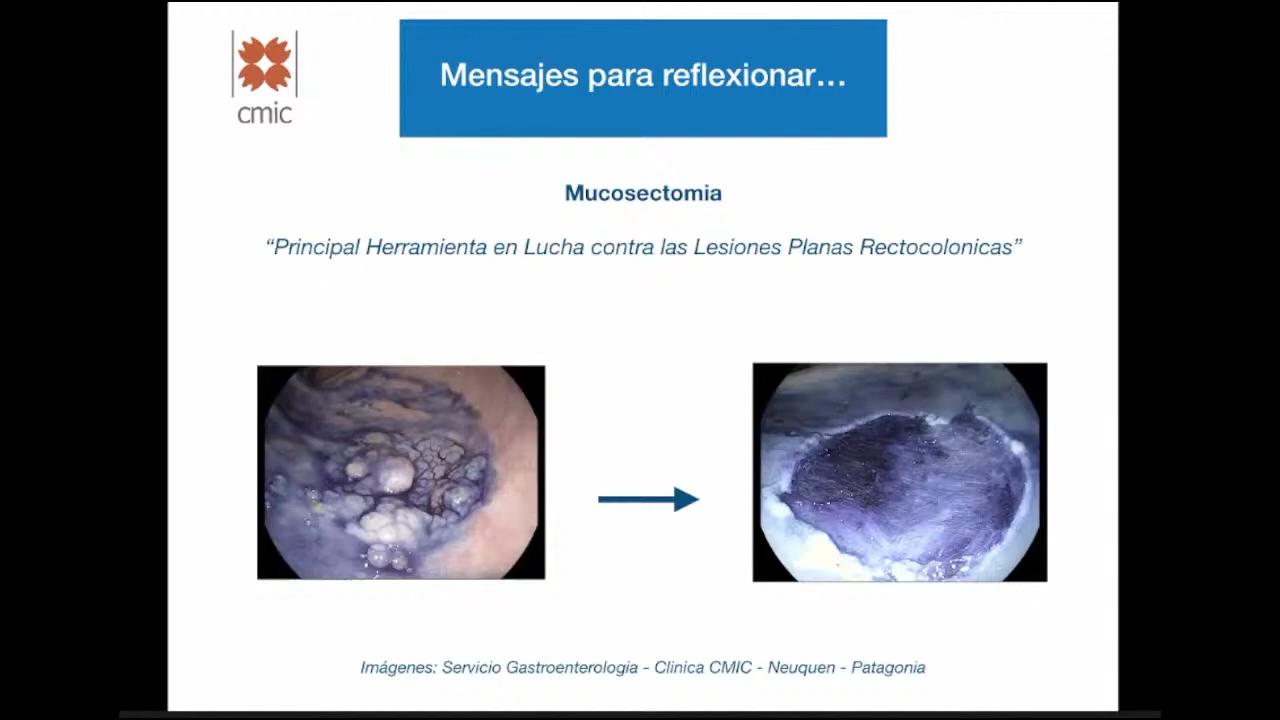 cmic
Mensajes para reflexionar...
Mucosectomia
“Principal Herramienta en Lucha contra las Lesiones Planas Rectocolonicas”
Imágenes: Servicio Gastroenterologia - Clinica CMIC - Neuquen - Patagonia